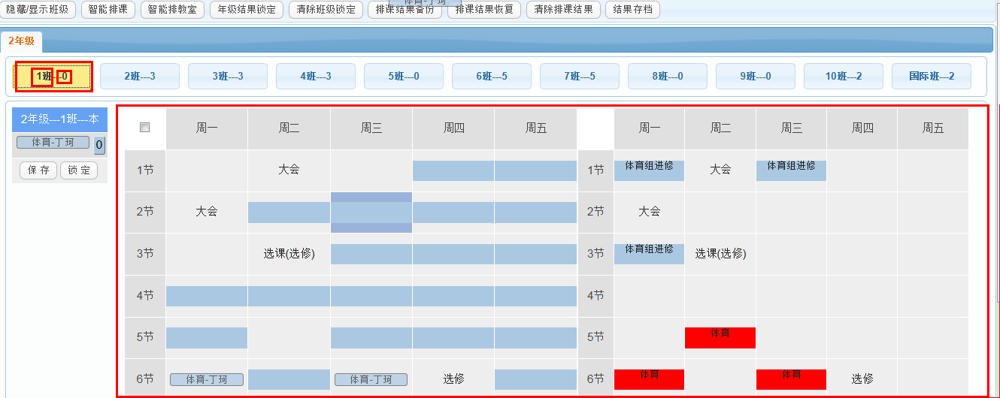 隐藏/显示班级 智能排课 智能排教室 年级结果锁定 清除班级锁定 排课结果备份 体育-丁珂 排课结果恢复 清除排课结果 结果存档
2年级
1班---0 2班---3 3班---3 4班---3 5班---0 6班---5 7班---5 8班---0 9班---0 10班---2 国际班---2
2年级---1班---本
体育-丁珂 0
保 存 锁 定
周一 周二 周三 周四 周五 周一 周二 周三 周四 周五
1节 大会 1节 体育组进修 大会 体育组进修
2节 大会 2节 大会
3节 选课(选修) 3节 体育组进修 选课(选修)
4节 4节
5节 5节 体育
6节 体育-丁珂 体育-丁珂 选修 6节 体育 体育 选修